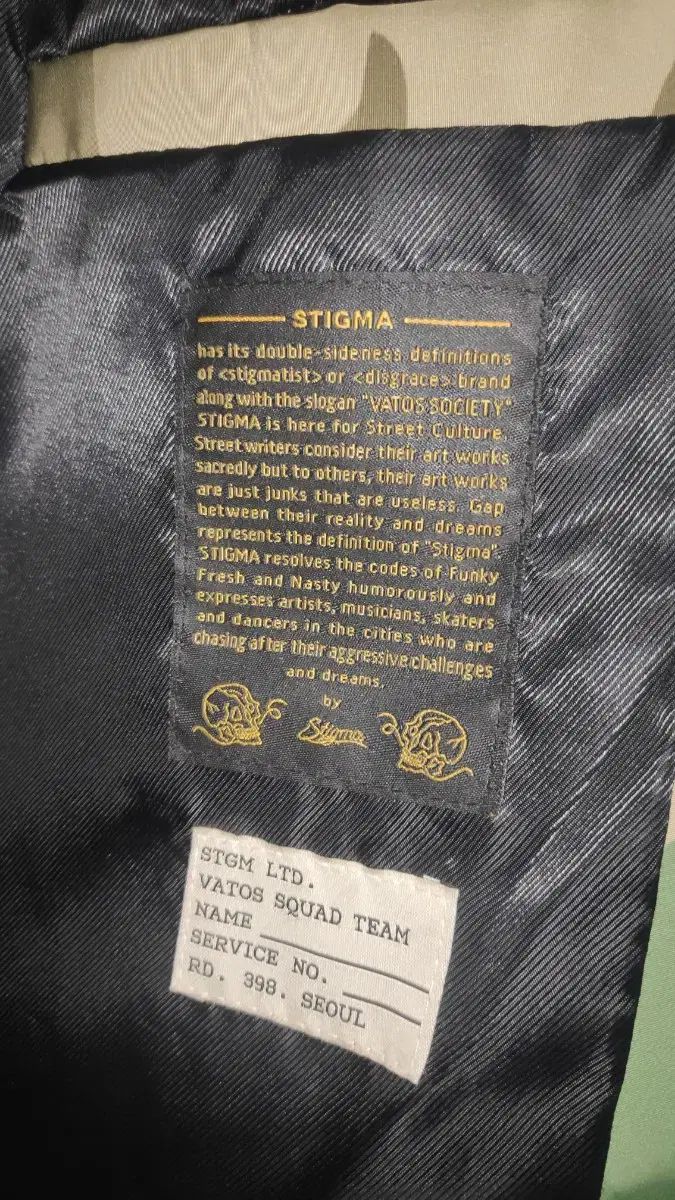 STIGMA
has its double-sideness definitions
of <stigmatist> or <disgrace> brand
along with the slogan "VATOS SOCIETY"
STIGMA is here for Street Culture.
Street writers consider their art works
sacredly but to others, their art works
are just junks that are useless. Gap
between their reality and dreams
represents the definition of "Stigma".
STIGMA resolves the codes of Funky
Fresh and Nasty humorously and
expresses artists, musicians, skaters
and dancers in the cities who are
chasing after their aggressive challenges
and dreams.
by
Stigma
STGM LTD.
VATOS SQUAD TEAM
NAME
SERVICE NO.
RD. 398. SEOUL